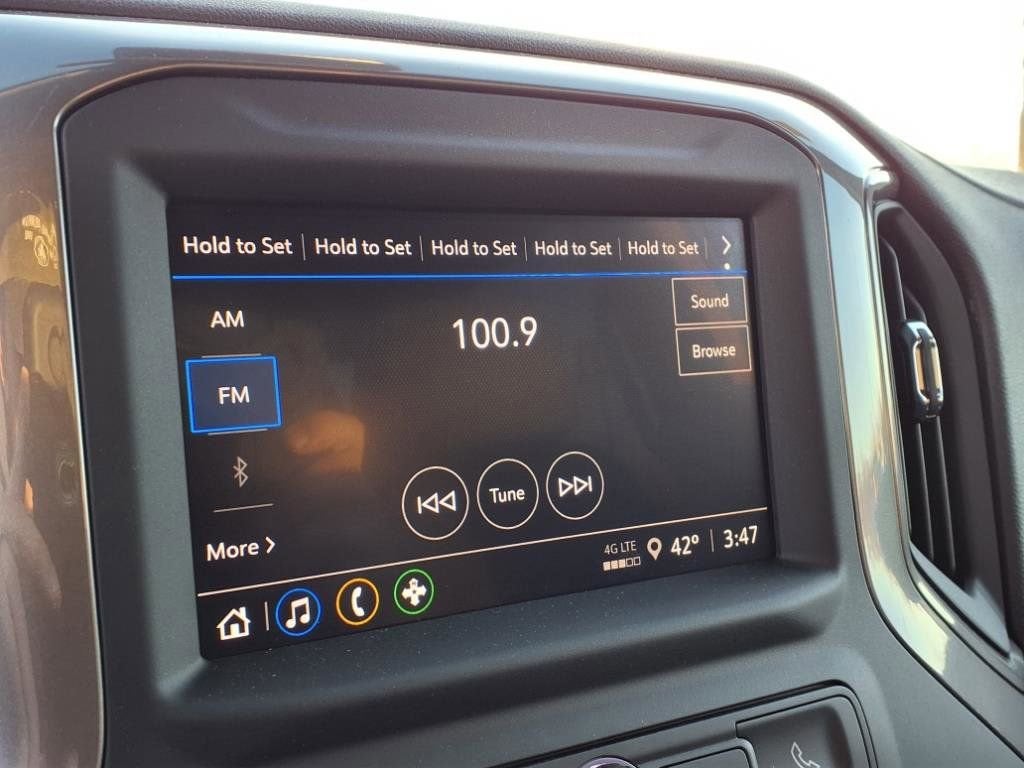 Hold to Set Hold to Set Hold to Set Hold to Set Hold to Set
AM
100.9
Sound
Browse
FM
Tune
More
4G LTE
42° 3:47